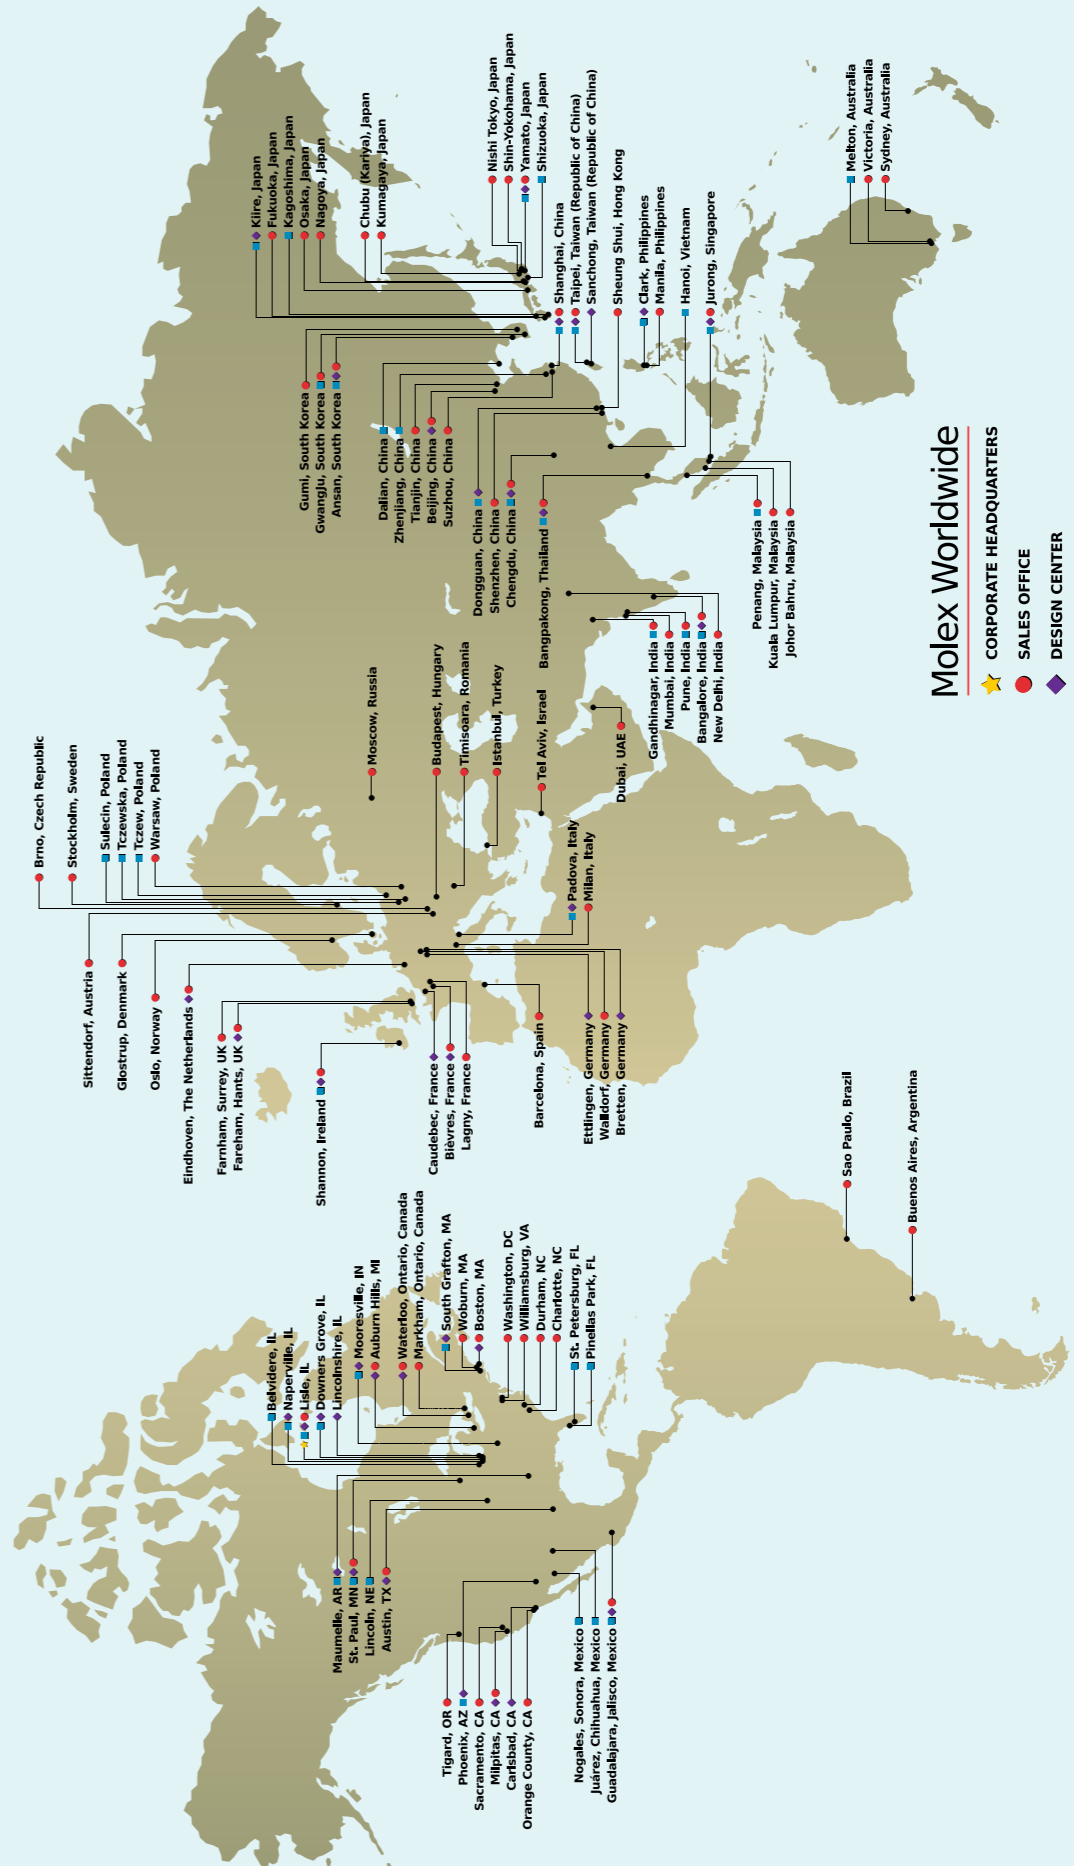 Tigard, OR
Phoenix, AZ
Sacramento, CA
Milpitas, CA
Carlsbad, CA
Orange County, CA
Nogales, Sonora, Mexico
Juárez, Chihuahua, Mexico
Guadalajara, Jalisco, Mexico
Maumelle, AR
St. Paul, MN
Lincoln, NE
Austin, TX
Belvidere, IL
Naperville, IL
Lisle, IL
Downers Grove, IL
Lincolnshire, IL
Mooresville, IN
Auburn Hills, MI
Waterloo, Ontario, Canada
Markham, Ontario, Canada
South Grafton, MA
Woburn, MA
Boston, MA
Washington, DC
Williamsburg, VA
Durham, NC
Charlotte, NC
St. Petersburg, FL
Pinellas Park, FL
Sao Paulo, Brazil
Buenos Aires, Argentina
Sittendorf, Austria
Glostrup, Denmark
Oslo, Norway
Eindhoven, The Netherlands
Farnham, Surrey, UK
Fareham, Hants, UK
Shannon, Ireland
Caudebec, France
Bièvres, France
Lagny, France
Barcelona, Spain
Ettlingen, Germany
Walldorf, Germany
Bretten, Germany
Brno, Czech Republic
Stockholm, Sweden
Sulecin, Poland
Tczewska, Poland
Tczew, Poland
Warsaw, Poland
Moscow, Russia
Budapest, Hungary
Timisoara, Romania
Istanbul, Turkey
Tel Aviv, Israel
Padova, Italy
Milan, Italy
Dubai, UAE
Gandhinagar, India
Mumbai, India
Pune, India
Bangalore, India
New Delhi, India
Gumi, South Korea
GwangJu, South Korea
Ansan, South Korea
Dalian, China
Zhenjiang, China
Tianjin, China
Beijing, China
Suzhou, China
Dongguan, China
Shenzhen, China
Chengdu, China
Bangpakong, Thailand
Penang, Malaysia
Kuala Lumpur, Malaysia
Johor Bahru, Malaysia
Kiire, Japan
Fukuoka, Japan
Kagoshima, Japan
Osaka, Japan
Nagoya, Japan
Chubu (Kariya), Japan
Kumagaya, Japan
Nishi Tokyo, Japan
Shin-Yokohama, Japan
Yamato, Japan
Shizuoka, Japan
Shanghai, China
Taipei, Taiwan (Republic of China)
Sanchong, Taiwan (Republic of China)
Sheung Shui, Hong Kong
Clark, Philippines
Manila, Philippines
Hanoi, Vietnam
Jurong, Singapore
Melton, Australia
Victoria, Australia
Sydney, Australia
Molex Worldwide
CORPORATE HEADQUARTERS
SALES OFFICE
DESIGN CENTER